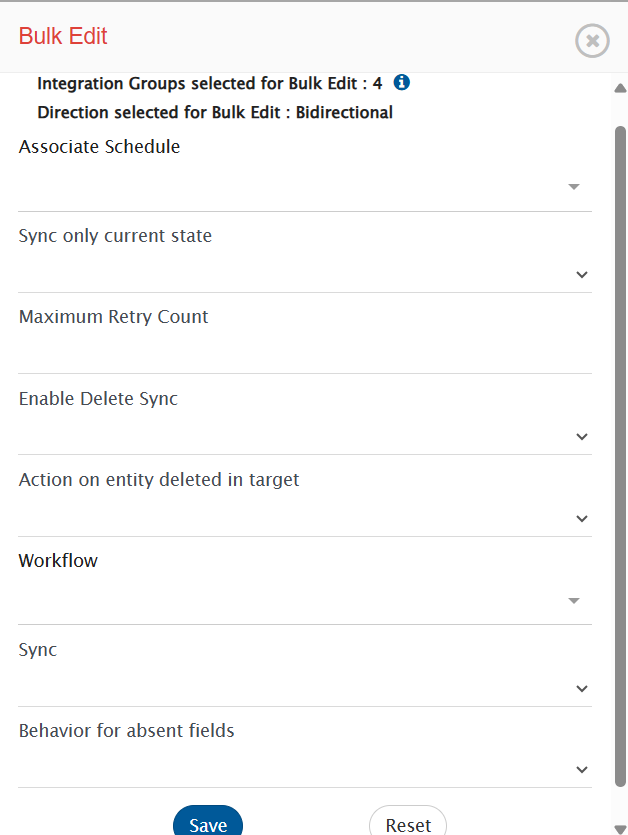 Bulk Edit
Integration Groups selected for Bulk Edit : 4
Direction selected for Bulk Edit : Bidirectional
Associate Schedule
Sync only current state
Maximum Retry Count
Enable Delete Sync
Action on entity deleted in target
Workflow
Sync
Behavior for absent fields
Save Reset